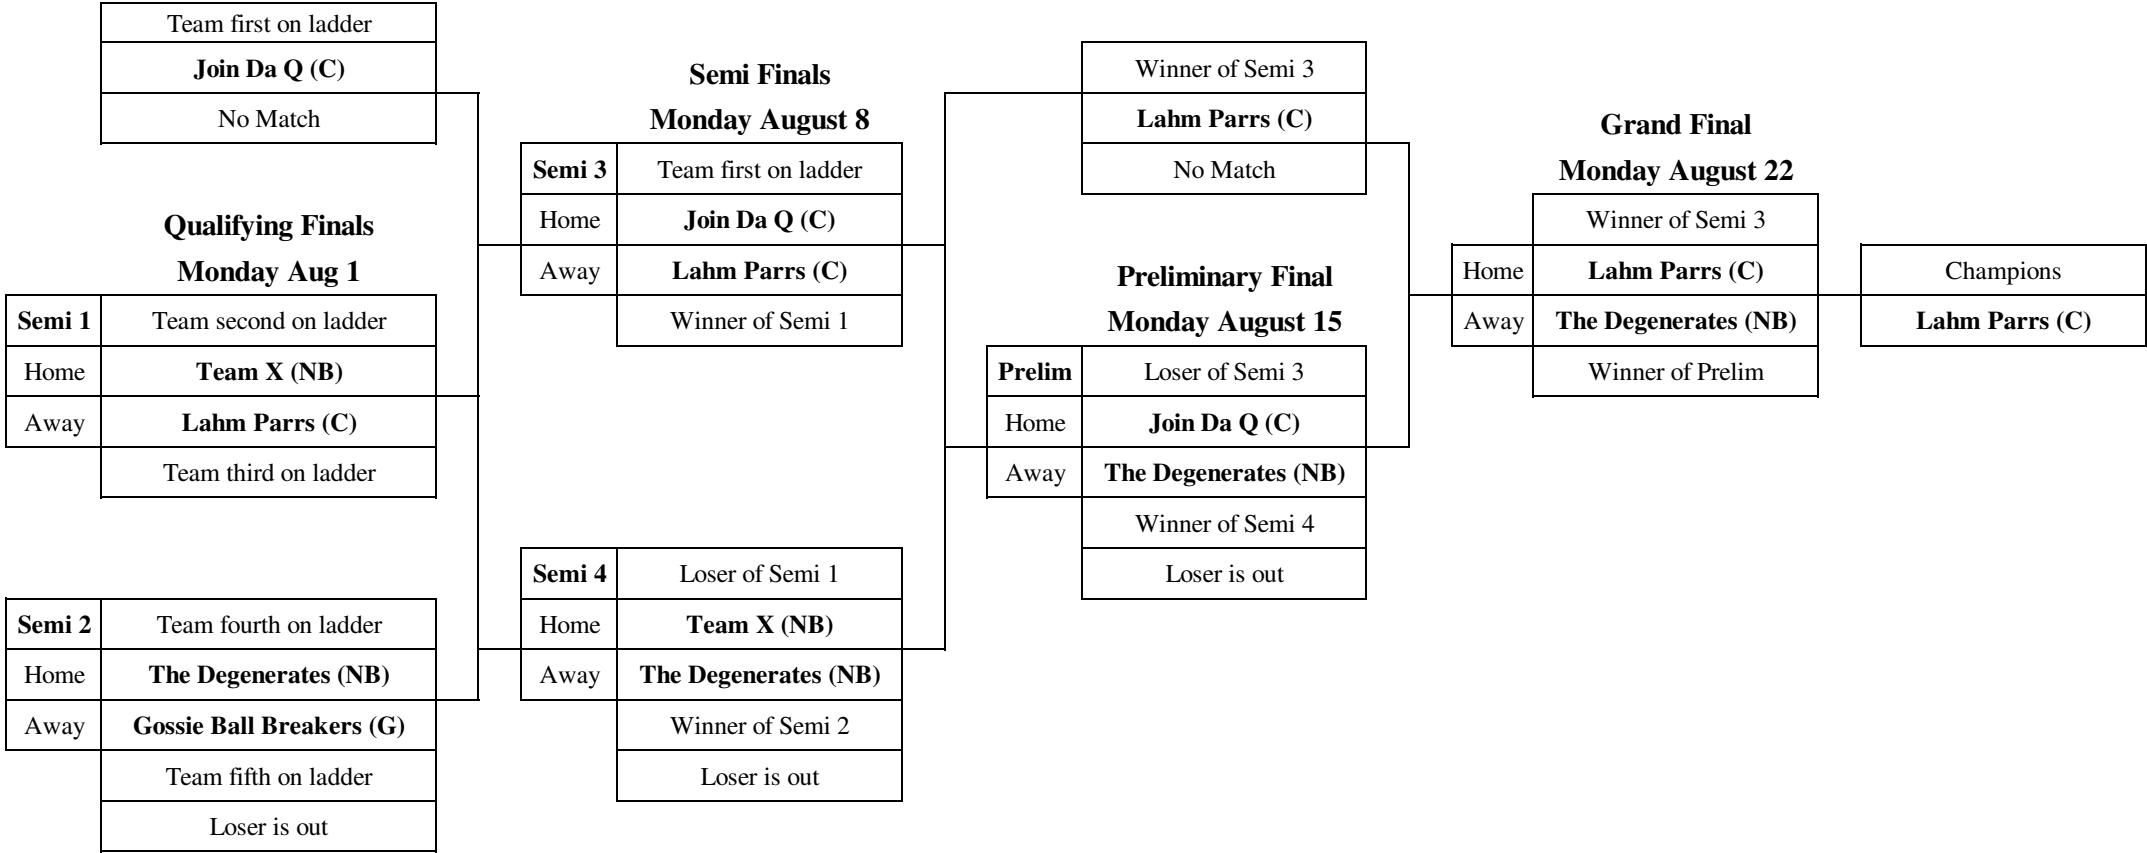 Team first on ladder
Join Da Q (C)
No Match
Qualifying Finals
Monday Aug 1
Semi 1 Team second on ladder
Home Team X (NB)
Away Lahm Parrs (C)
Team third on ladder
Semi 2 Team fourth on ladder
Home The Degenerates (NB)
Away Gossie Ball Breakers (G)
Team fifth on ladder
Loser is out
Semi Finals
Monday August 8
Semi 3 Team first on ladder
Home Join Da Q (C)
Away Lahm Parrs (C)
Winner of Semi 1
Semi 4 Loser of Semi 1
Home Team X (NB)
Away The Degenerates (NB)
Winner of Semi 2
Loser is out
Winner of Semi 3
Lahm Parrs (C)
No Match
Preliminary Final
Monday August 15
Prelim Loser of Semi 3
Home Join Da Q (C)
Away The Degenerates (NB)
Winner of Semi 4
Loser is out
Grand Final
Monday August 22
Winner of Semi 3
Home Lahm Parrs (C)
Away The Degenerates (NB)
Winner of Prelim
Champions
Lahm Parrs (C)